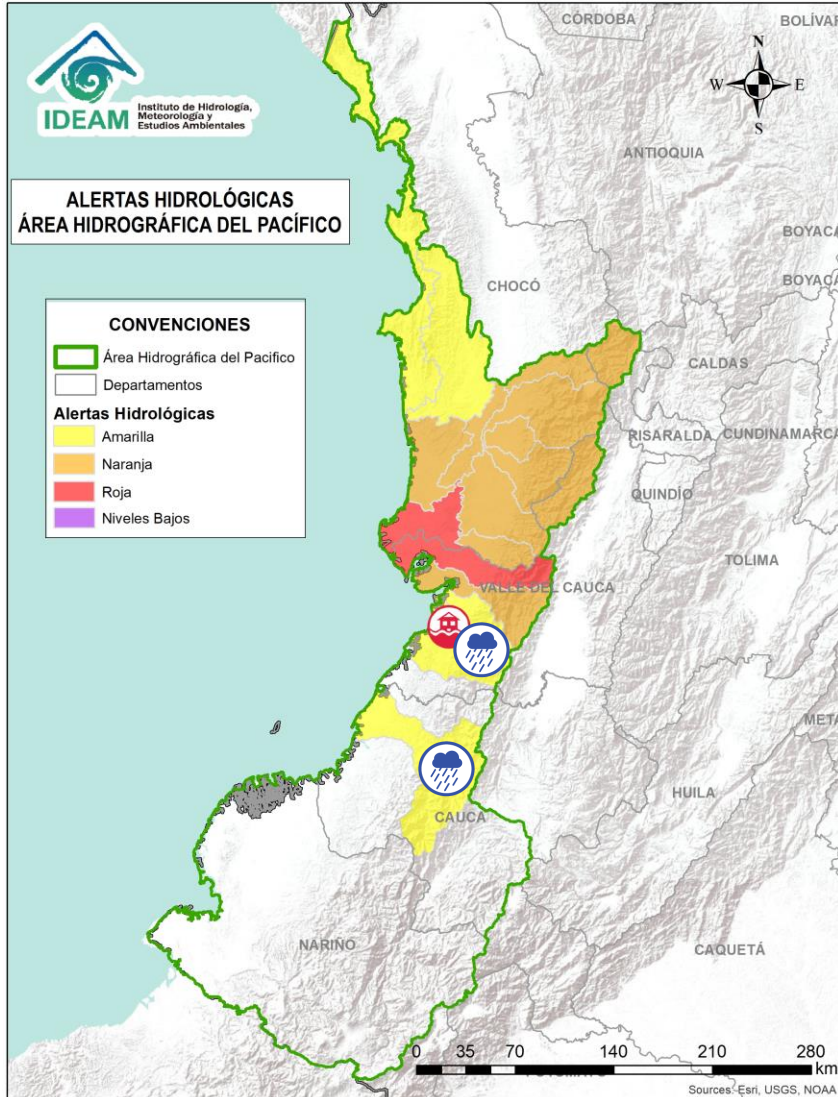 IDEAM
Instituto de Hidrología,
Meteorología y
Estudios Ambientales
ALERTAS HIDROLÓGICAS
ÁREA HIDROGRÁFICA DEL PACÍFICO
CONVENCIONES
Área Hidrográfica del Pacifico
Departamentos
Alertas Hidrológicas
Amarilla
Naranja
Roja
Niveles Bajos
CÓRDOBA
BOLÍVAR
N
W
E
S
ANTIOQUIA
BOYACÁ
CHOCÓ
BOYACÁ
CALDAS
RISARALDA
CUNDINAMARCA
QUINDÍO
TOLIMA
VALLE DEL CAUCA
META
HUILA
CAUCA
NARIÑO
CAQUETÁ
0 35 70 140 210 280
km
Sources: Esri, USGS, NOAA